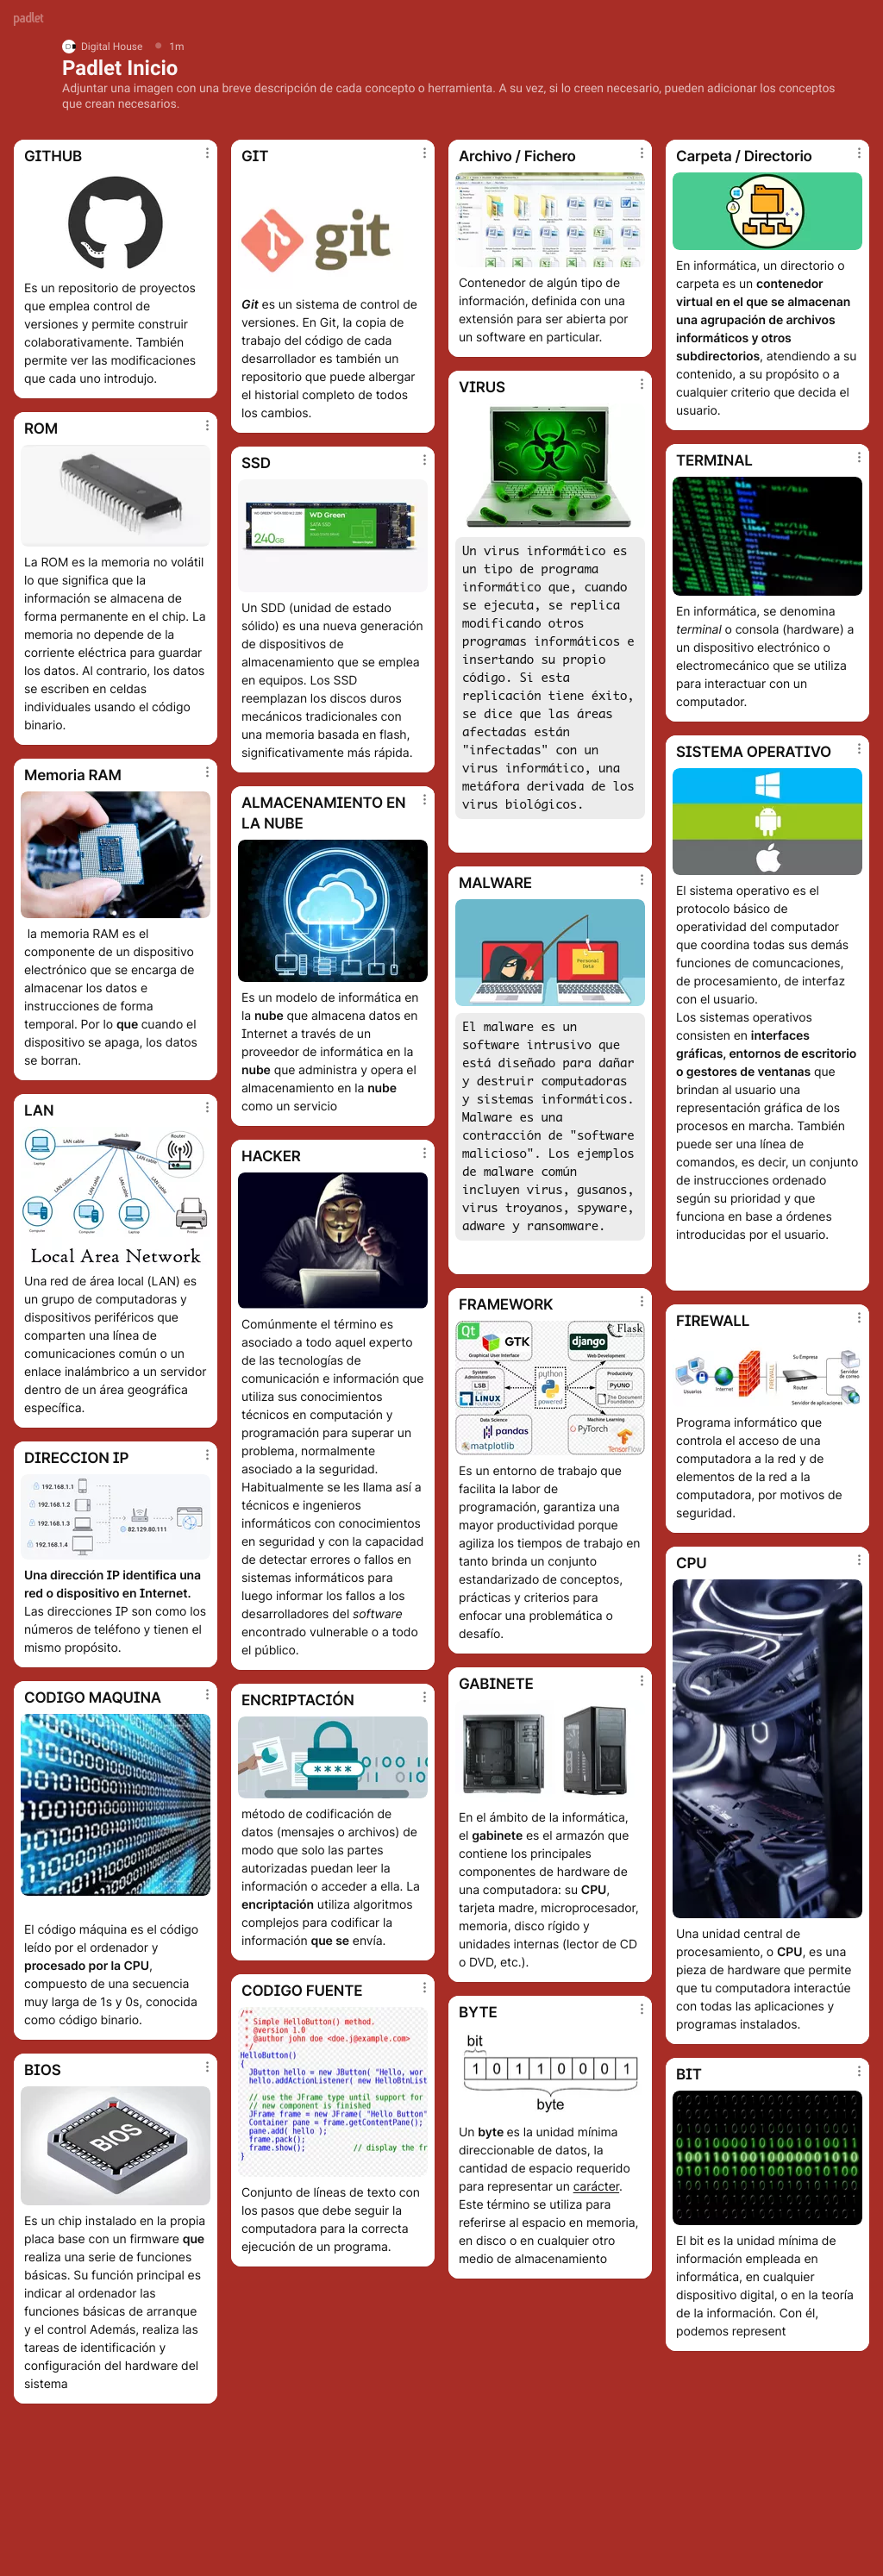 padlet
Digital House 1m
Padlet Inicio
Adjuntar una imagen con una breve descripción de cada concepto o herramienta. A su vez, si lo creen necesario, pueden adicionar los conceptos
que crean necesarios.
GITHUB
Es un repositorio de proyectos
que emplea control de
versiones y permite construir
colaborativamente. También
permite ver las modificaciones
que cada uno introdujo.
ROM
La ROM es la memoria no volátil
lo que significa que la
información se almacena de
forma permanente en el chip. La
memoria no depende de la
corriente eléctrica para guardar
los datos. Al contrario, los datos
se escriben en celdas
individuales usando el código
binario.
Memoria RAM
la memoria RAM es el
componente de un dispositivo
electrónico que se encarga de
almacenar los datos e
instrucciones de forma
temporal. Por lo que cuando el
dispositivo se apaga, los datos
se borran.
LAN
Switch
Router
LAN cable
LAN cable
LAN cable
LAN cable
LAN cable
LAN cable
Laptop
Computer
Computer
Laptop
Printer
Local Area Network
Una red de área local (LAN) es
un grupo de computadoras y
dispositivos periféricos que
comparten una línea de
comunicaciones común o un
enlace inalámbrico a un servidor
dentro de un área geográfica
específica.
DIRECCION IP
192.168.1.1
192.168.1.2
192.168.1.3
82.129.80.111
192.168.1.4
Una dirección IP identifica una
red o dispositivo en Internet.
Las direcciones IP son como los
números de teléfono y tienen el
mismo propósito.
CODIGO MAQUINA
El código máquina es el código
leído por el ordenador y
procesado por la CPU,
compuesto de una secuencia
muy larga de 1s y 0s, conocida
como código binario.
BIOS
BIOS
Es un chip instalado en la propia
placa base con un firmware que
realiza una serie de funciones
básicas. Su función principal es
indicar al ordenador las
funciones básicas de arranque
y el control Además, realiza las
tareas de identificación y
configuración del hardware del
sistema
GIT
git
Git es un sistema de control de
versiones. En Git, la copia de
trabajo del código de cada
desarrollador es también un
repositorio que puede albergar
el historial completo de todos
los cambios.
SSD
WD Green
SATA SSD
240GB
Un SDD (unidad de estado
sólido) es una nueva generación
de dispositivos de
almacenamiento que se emplea
en equipos. Los SSD
reemplazan los discos duros
mecánicos tradicionales con
una memoria basada en flash,
significativamente más rápida.
ALMACENAMIENTO EN
LA NUBE
Es un modelo de informática en
la nube que almacena datos en
Internet a través de un
proveedor de informática en la
nube que administra y opera el
almacenamiento en la nube
como un servicio
HACKER
Comúnmente el término es
asociado a todo aquel experto
de las tecnologías de
comunicación e información que
utiliza sus conocimientos
técnicos en computación y
programación para superar un
problema, normalmente
asociado a la seguridad.
Habitualmente se les llama así a
técnicos e ingenieros
informáticos con conocimientos
en seguridad y con la capacidad
de detectar errores o fallos en
sistemas informáticos para
luego informar los fallos a los
desarrolladores del software
encontrado vulnerable o a todo
el público.
ENCRIPTACIÓN
****
método de codificación de
datos (mensajes o archivos) de
modo que solo las partes
autorizadas puedan leer la
información o acceder a ella. La
encriptación utiliza algoritmos
complejos para codificar la
información que se envía.
CODIGO FUENTE
/**
* Simple HelloButton() method.
* @version 1.0
* @author john doe <doe.j@example.com>
*/
HelloButton()
{
JButton hello = new JButton( "Hello, wor
hello.addActionListener( new HelloBtnList
// use the JFrame type until support for
// new component is finished
JFrame frame = new JFrame( "Hello Button"
Container pane = frame.getContentPane();
pane.add( hello );
frame.pack();
frame.show(); // display the fr
}
Conjunto de líneas de texto con
los pasos que debe seguir la
computadora para la correcta
ejecución de un programa.
Archivo / Fichero
Contenedor de algún tipo de
información, definida con una
extensión para ser abierta por
un software en particular.
VIRUS
Un virus informático es
un tipo de programa
informático que, cuando
se ejecuta, se replica
modificando otros
programas informáticos e
insertando su propio
código. Si esta
replicación tiene éxito,
se dice que las áreas
afectadas están
"infectadas" con un
virus informático, una
metáfora derivada de los
virus biológicos.
MALWARE
Personal
Data
El malware es un
software intrusivo que
está diseñado para dañar
y destruir computadoras
y sistemas informáticos.
Malware es una
contracción de "software
malicioso". Los ejemplos
de malware común
incluyen virus, gusanos,
virus troyanos, spyware,
adware y ransomware.
FRAMEWORK
Qt
GTK
Graphical User Interface
django
Flask
Web Development
System
Administration
LSB
LINUX
python
powered
Productivity
PyUNO
The Document
Foundation
Data Science
pandas
matplotlib
Machine Learning
PyTorch
TensorFlow
Es un entorno de trabajo que
facilita la labor de
programación, garantiza una
mayor productividad porque
agiliza los tiempos de trabajo en
tanto brinda un conjunto
estandarizado de conceptos,
prácticas y criterios para
enfocar una problemática o
desafío.
GABINETE
En el ámbito de la informática,
el gabinete es el armazón que
contiene los principales
componentes de hardware de
una computadora: su CPU,
tarjeta madre, microprocesador,
memoria, disco rígido y
unidades internas (lector de CD
o DVD, etc.).
BYTE
bit
1 0 1 1 0 0 0 1
byte
Un byte es la unidad mínima
direccionable de datos, la
cantidad de espacio requerido
para representar un carácter.
Este término se utiliza para
referirse al espacio en memoria,
en disco o en cualquier otro
medio de almacenamiento
Carpeta / Directorio
En informática, un directorio o
carpeta es un contenedor
virtual en el que se almacenan
una agrupación de archivos
informáticos y otros
subdirectorios, atendiendo a su
contenido, a su propósito o a
cualquier criterio que decida el
usuario.
TERMINAL
En informática, se denomina
terminal o consola (hardware) a
un dispositivo electrónico o
electromecánico que se utiliza
para interactuar con un
computador.
SISTEMA OPERATIVO
El sistema operativo es el
protocolo básico de
operatividad del computador
que coordina todas sus demás
funciones de comuncaciones,
de procesamiento, de interfaz
con el usuario.
Los sistemas operativos
consisten en interfaces
gráficas, entornos de escritorio
o gestores de ventanas que
brindan al usuario una
representación gráfica de los
procesos en marcha. También
puede ser una línea de
comandos, es decir, un conjunto
de instrucciones ordenado
según su prioridad y que
funciona en base a órdenes
introducidas por el usuario.
FIREWALL
Usuarios
Internet
FIREWALL
Su Empresa
Router
Servidor
de correo
Servidor de aplicaciones
Programa informático que
controla el acceso de una
computadora a la red y de
elementos de la red a la
computadora, por motivos de
seguridad.
CPU
Una unidad central de
procesamiento, o CPU, es una
pieza de hardware que permite
que tu computadora interactúe
con todas las aplicaciones y
programas instalados.
BIT
El bit es la unidad mínima de
información empleada en
informática, en cualquier
dispositivo digital, o en la teoría
de la información. Con él,
podemos represent